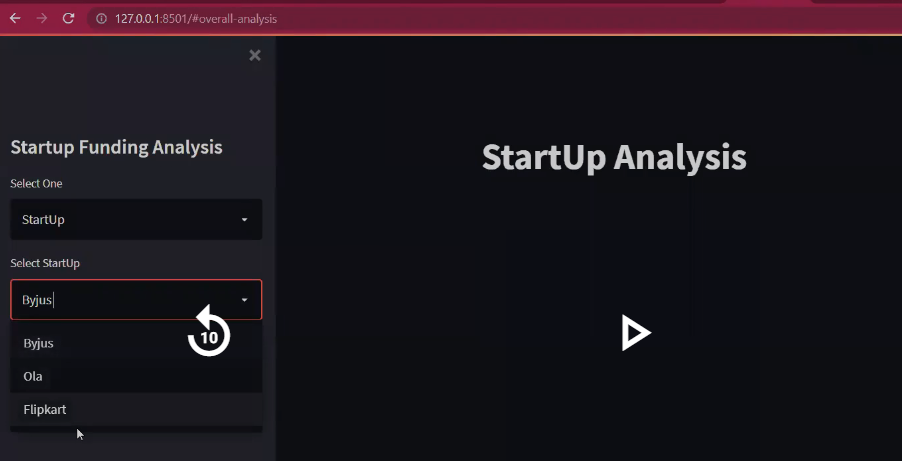 127.0.0.1:8501/#overall-analysis
Startup Funding Analysis
StartUp Analysis
Select One
StartUp
Select StartUp
Byjus
10
Byjus
Ola
Flipkart